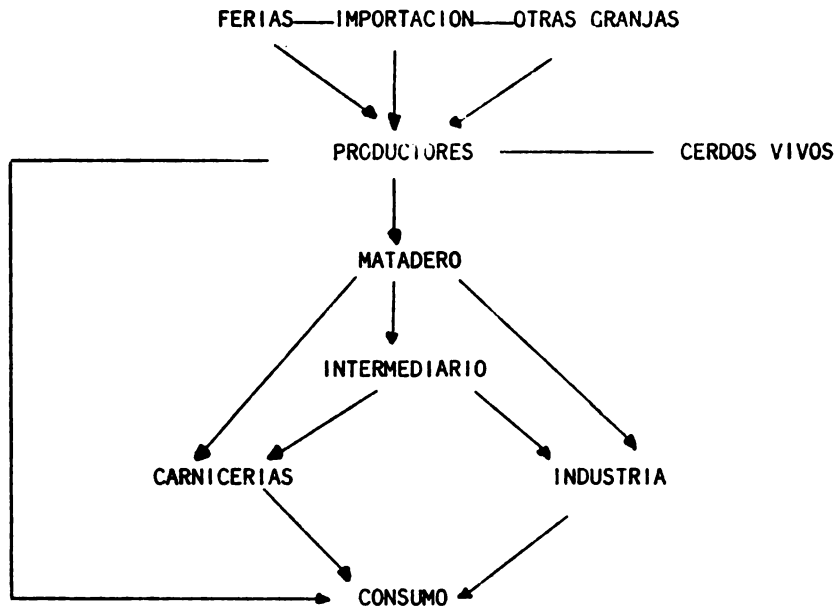 FERIAS IMPORTACION OTRAS GRANJAS
PRODUCTORES CERDOS VIVOS
MATADERO
INTERMEDIARIO
CARNICERIAS INDUSTRIA
CONSUMO